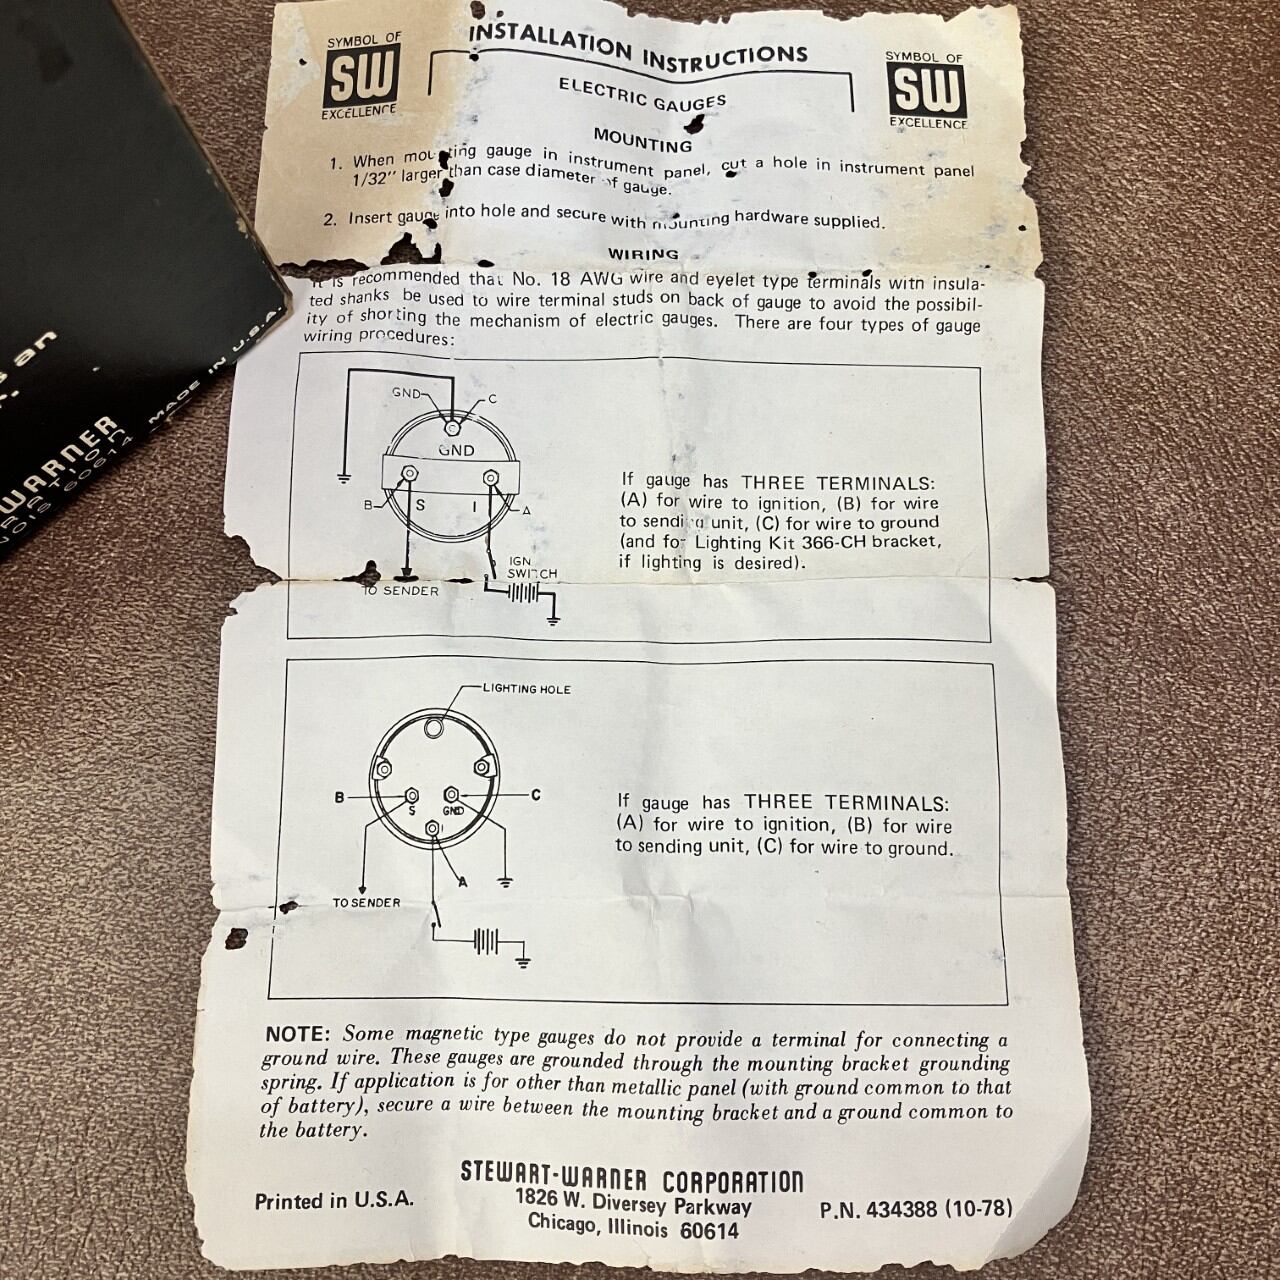 SYMBOL OF
SW
EXCELLENCE
INSTALLATION INSTRUCTIONS
SYMBOL OF
SW
EXCELLENCE
ELECTRIC GAUGES
MOUNTING
1. When mounting gauge in instrument panel, cut a hole in instrument panel
1/32" larger than case diameter of gauge.
2. Insert gauge into hole and secure with mounting hardware supplied.
WIRING
It is recommended that No. 18 AWG wire and eyelet type terminals with insula-
ted shanks be used to wire terminal studs on back of gauge to avoid the possibil-
ity of shorting the mechanism of electric gauges. There are four types of gauge
wiring procedures:
GND
C
GND
B
S
I
A
IGN
SWITCH
TO SENDER
If gauge has THREE TERMINALS:
(A) for wire to ignition, (B) for wire
to sending unit, (C) for wire to ground
(and for Lighting Kit 366-CH bracket,
if lighting is desired).
LIGHTING HOLE
B
C
S
GND
I
A
TO SENDER
If gauge has THREE TERMINALS:
(A) for wire to ignition, (B) for wire
to sending unit, (C) for wire to ground.
NOTE: Some magnetic type gauges do not provide a terminal for connecting a
ground wire. These gauges are grounded through the mounting bracket grounding
spring. If application is for other than metallic panel (with ground common to that
of battery), secure a wire between the mounting bracket and a ground common to
the battery.
STEWART-WARNER CORPORATION
Printed in U.S.A.
1826 W. Diversey Parkway
P.N. 434388 (10-78)
Chicago, Illinois 60614
an
WARNER
60614 MADE IN U.S.A.